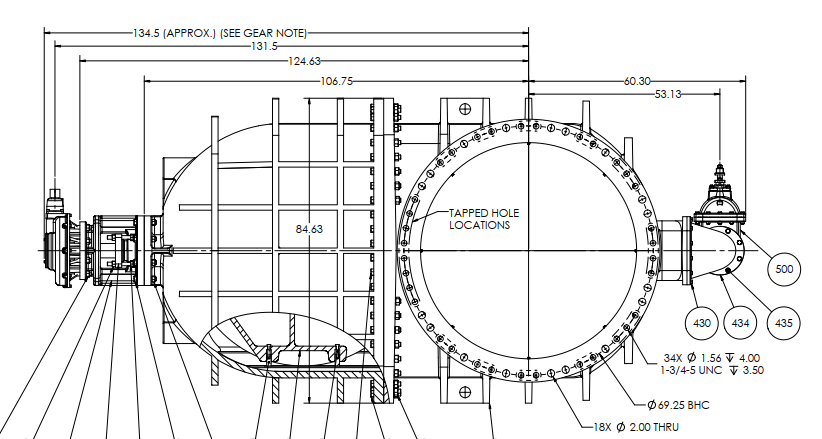 134.5 (APPROX.) (SEE GEAR NOTE)
131.5
124.63
106.75
60.30
53.13
84.63
TAPPED HOLE
LOCATIONS
500
430
434
435
34X Ø 1.56 ↧ 4.00
1-3/4-5 UNC ↧ 3.50
Ø69.25 BHC
18X Ø 2.00 THRU